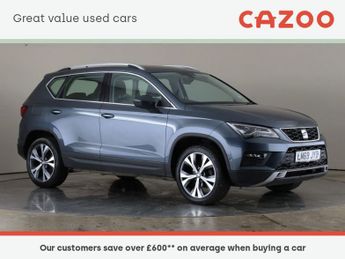 Great value used cars
CAZOO
Our customers save over £600** on average when buying a car